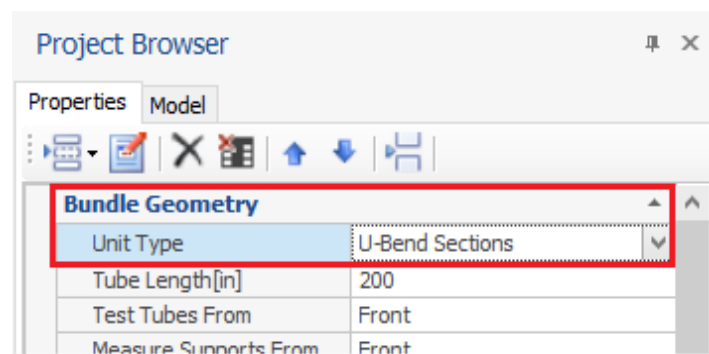 Project Browser
Properties Model
Bundle Geometry
Unit Type U-Bend Sections
Tube Length[in] 200
Test Tubes From Front
Measure Supports From Front